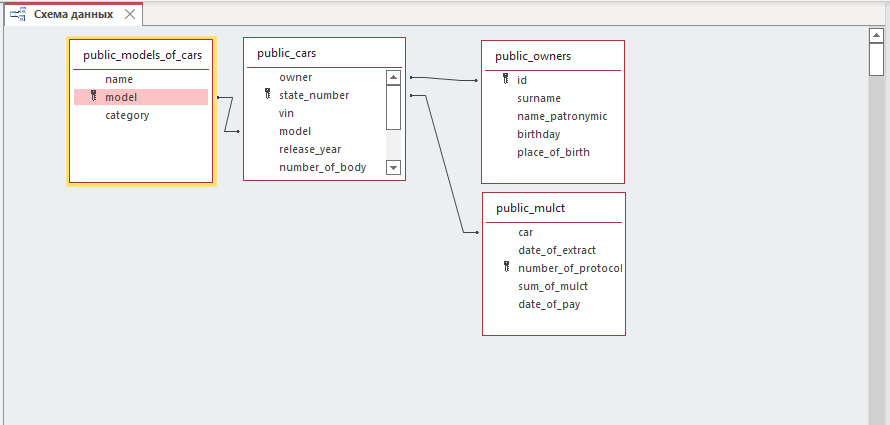 Схема данных
public_models_of_cars
name
model
category
public_cars
owner
state_number
vin
model
release_year
number_of_body
public_owners
id
surname
name_patronymic
birthday
place_of_birth
public_mulct
car
date_of_extract
number_of_protocol
sum_of_mulct
date_of_pay